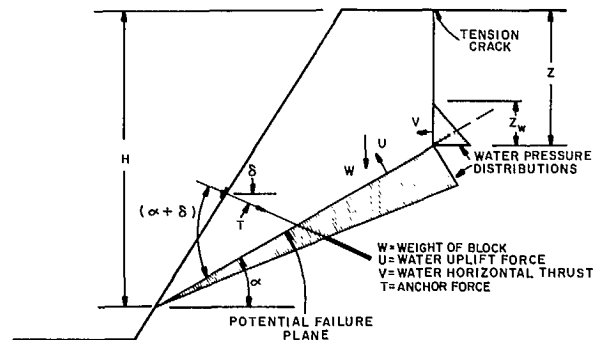 TENSION
CRACK
Z
H
V
Z_w
U
W
WATER PRESSURE
DISTRIBUTIONS
δ
(α + δ)
T
W= WEIGHT OF BLOCK
U= WATER UPLIFT FORCE
V= WATER HORIZONTAL THRUST
T= ANCHOR FORCE
α
POTENTIAL FAILURE
PLANE